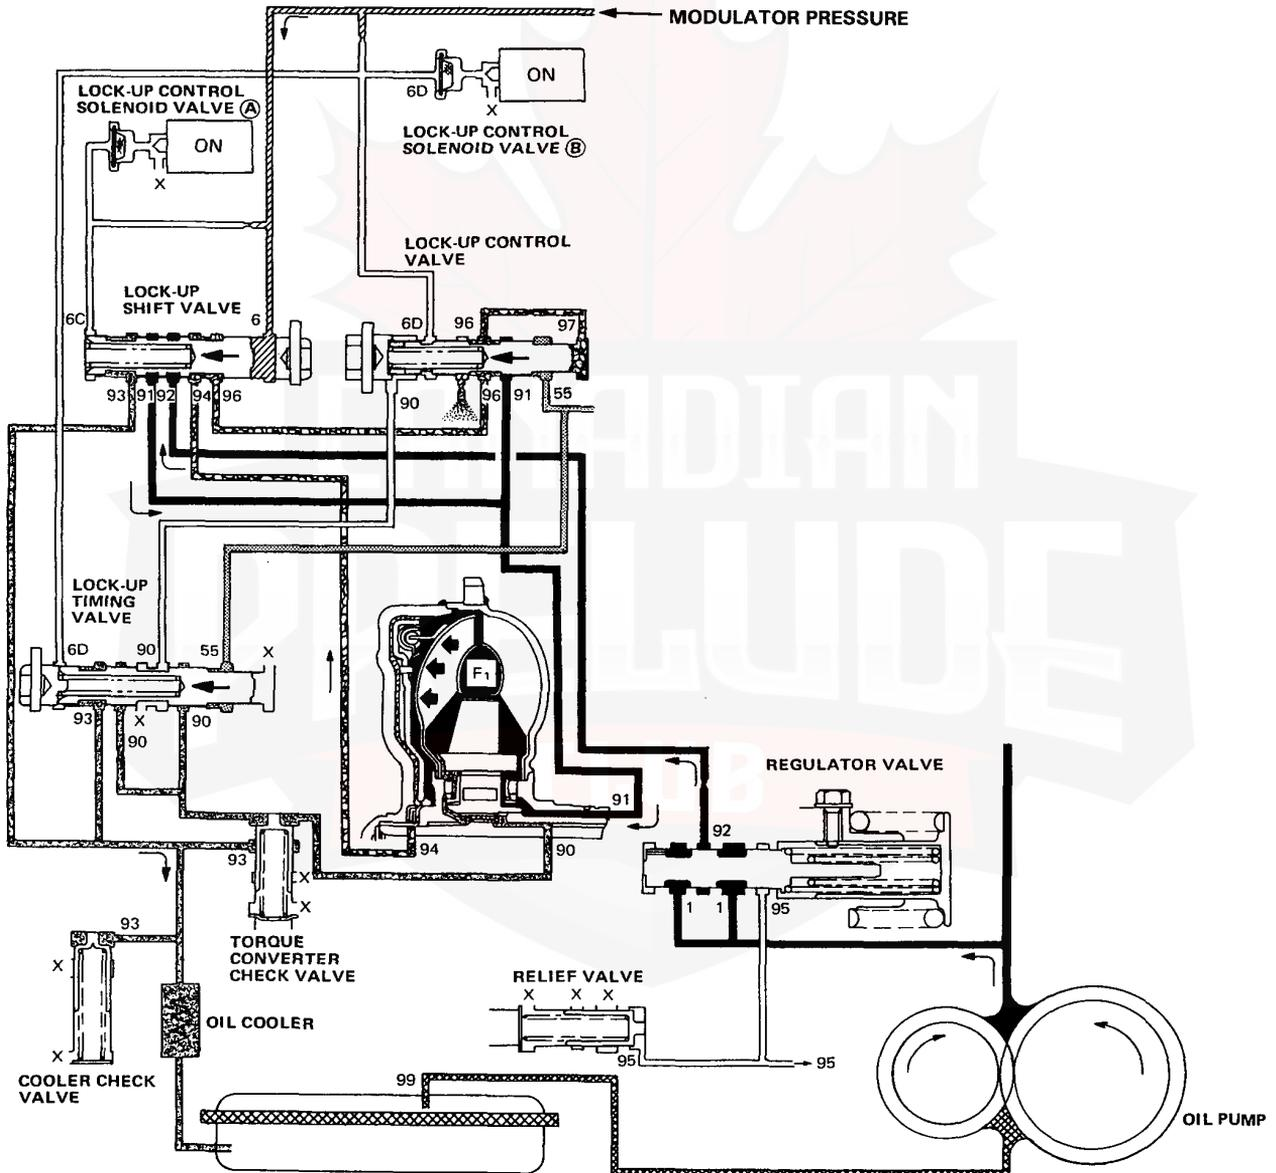 MODULATOR PRESSURE
ON
6D
X
LOCK-UP CONTROL
SOLENOID VALVE Ⓐ
ON
X
LOCK-UP CONTROL
SOLENOID VALVE Ⓑ
LOCK-UP CONTROL
VALVE
LOCK-UP
SHIFT VALVE
6C
6
6D
96
97
93
91
92
94
96
90
96
91
55
LOCK-UP
TIMING
VALVE
6D
90
55
X
F1
93
X
90
90
REGULATOR VALVE
91
92
93
94
90
1
1
95
X
X
93
TORQUE
CONVERTER
CHECK VALVE
X
RELIEF VALVE
X
X
X
OIL COOLER
X
95
95
COOLER CHECK
VALVE
99
OIL PUMP
CANADIAN
PRELUDE
CLUB